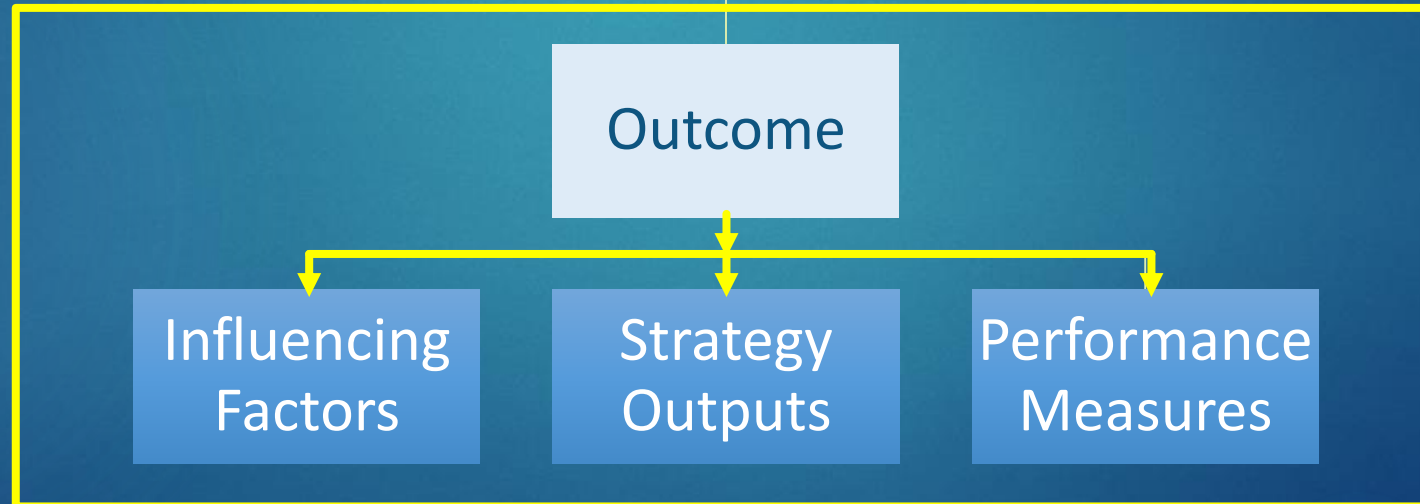 Outcome
Influencing
Factors
Strategy
Outputs
Performance
Measures